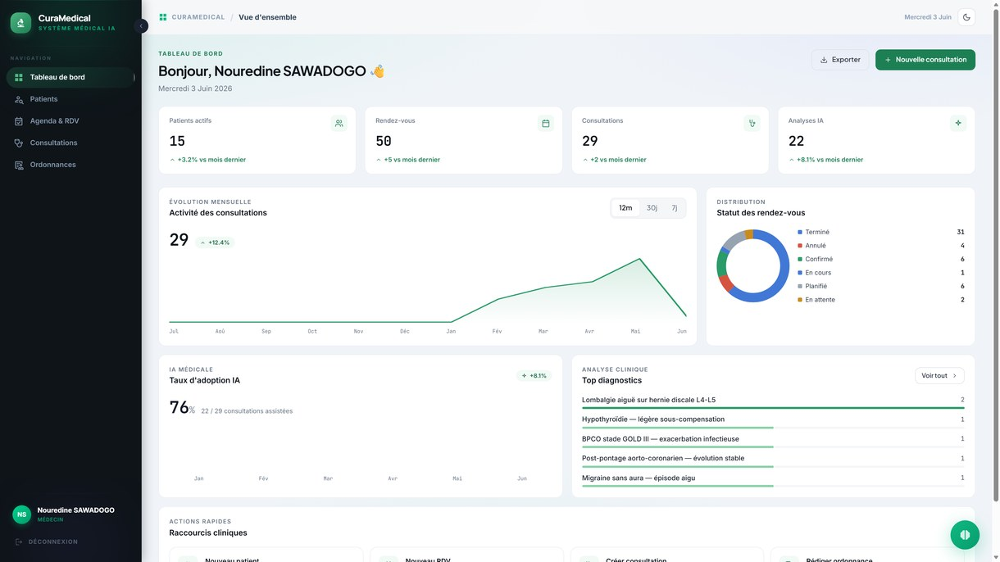 CuraMedical
SYSTÈME MÉDICAL IA
CURAMEDICAL / Vue d'ensemble
Mercredi 3 Juin
NAVIGATION
Tableau de bord
Patients
Agenda & RDV
Consultations
Ordonnances
Nouredine SAWADOGO
NS
MÉDECIN
DÉCONNEXION
TABLEAU DE BORD
Bonjour, Nouredine SAWADOGO 👋
Mercredi 3 Juin 2026
Exporter
+ Nouvelle consultation
Patients actifs
15
+3.2% vs mois dernier
Rendez-vous
50
+5 vs mois dernier
Consultations
29
+2 vs mois dernier
Analyses IA
22
+8.1% vs mois dernier
ÉVOLUTION MENSUELLE
Activité des consultations
12m 30j 7j
29 +12.4%
Jul Aoû Sep Oct Nov Déc Jan Fév Mar Avr Mai Jun
DISTRIBUTION
Statut des rendez-vous
Terminé 31
Annulé 4
Confirmé 6
En cours 1
Planifié 6
En attente 2
IA MÉDICALE
Taux d'adoption IA
+8.1%
76% 22 / 29 consultations assistées
Jan Fév Mar Avr Mai Jun
ANALYSE CLINIQUE
Top diagnostics
Voir tout
Lombalgie aiguë sur hernie discale L4-L5 2
Hypothyroïdie — légère sous-compensation 1
BPCO stade GOLD III — exacerbation infectieuse 1
Post-pontage aorto-coronarien — évolution stable 1
Migraine sans aura — épisode aigu 1
ACTIONS RAPIDES
Raccourcis cliniques
Nouveau patient
Nouveau RDV
Créer consultation
Rédiger ordonnance